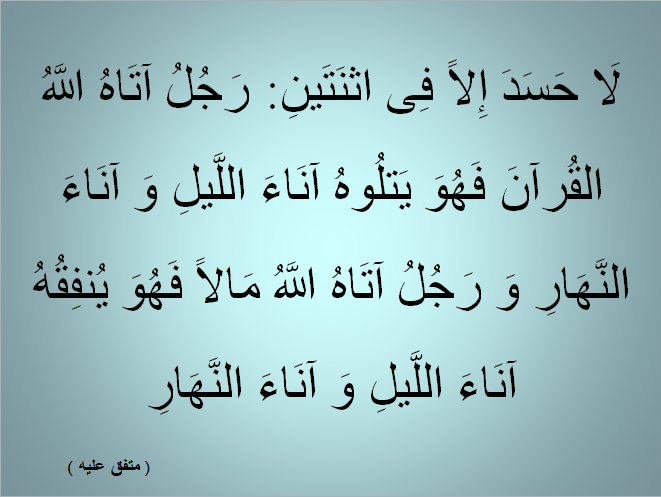 لَا حَسَدَ إِلاَّ فِى اثنَتَينِ: رَجُلُ آتَاهُ اللَّهُ
القُرآنَ فَهُوَ يَتلُوهُ آنَاءَ اللَّيلِ وَ آنَاءَ
النَّهَارِ وَ رَجُلُ آتَاهُ اللَّهُ مَالاً فَهُوَ يُنفِقُهُ
آنَاءَ اللَّيلِ وَ آنَاءَ النَّهَارِ
( متفق عليه )